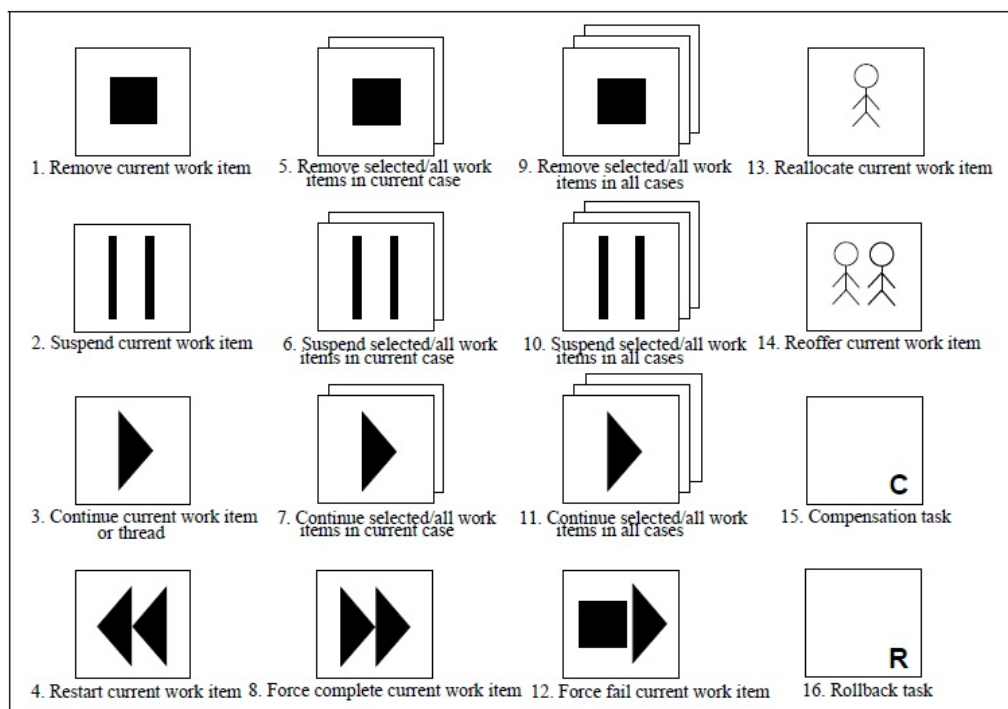 1. Remove current work item
5. Remove selected/all work
items in current case
9. Remove selected/all work
items in all cases
13. Reallocate current work item
2. Suspend current work item
6. Suspend selected/all work
items in current case
10. Suspend selected/all work
items in all cases
14. Reoffer current work item
3. Continue current work item
or thread
7. Continue selected/all work
items in current case
11. Continue selected/all work
items in all cases
C
15. Compensation task
4. Restart current work item
8. Force complete current work item
12. Force fail current work item
R
16. Rollback task